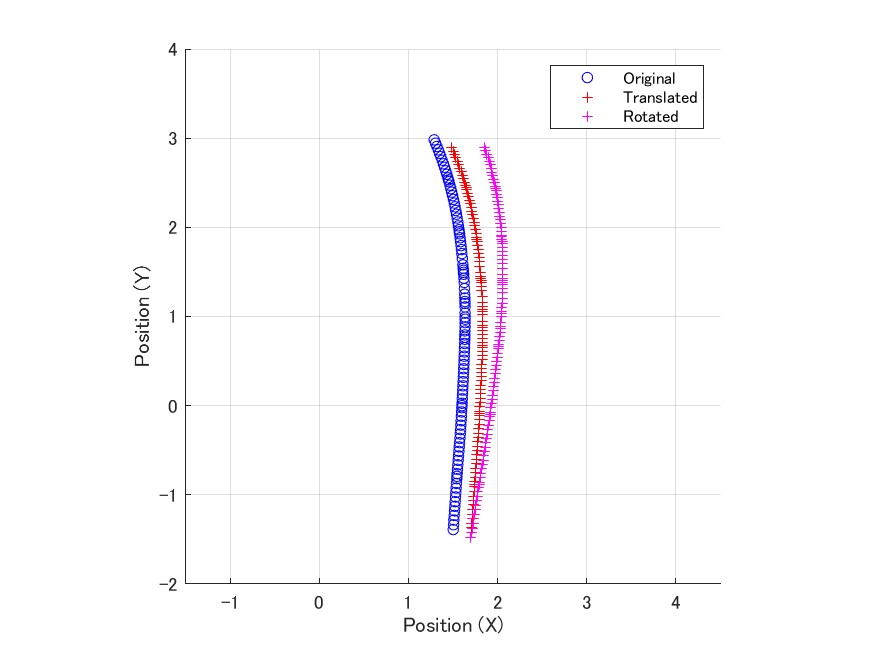 4
3
2
1
0
−1
−2
−1
0
1
2
3
4
Position (X)
Position (Y)
Original
Translated
Rotated